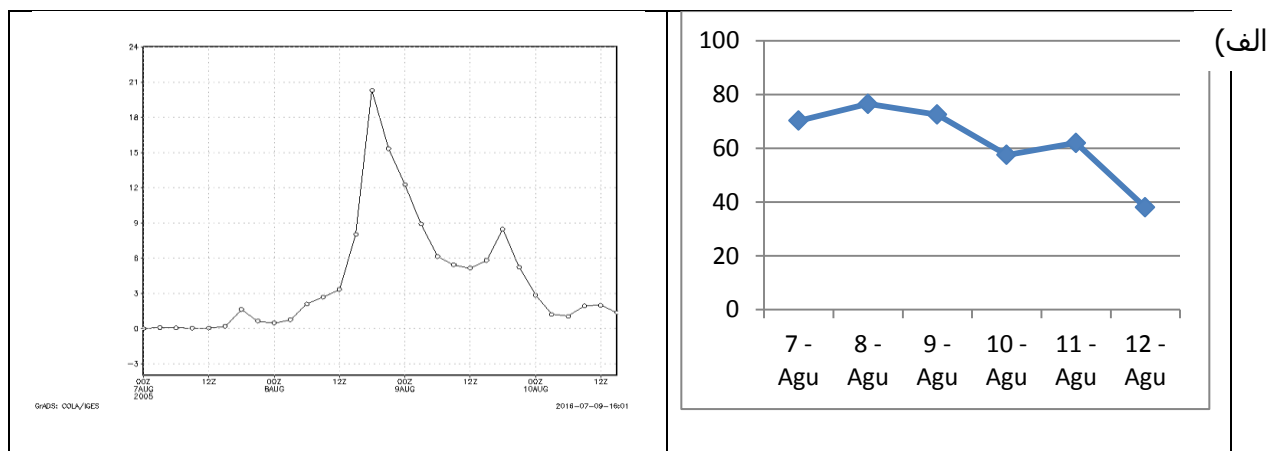 24
21
18
15
12
9
6
3
0
-3
00Z 12Z 00Z 12Z 00Z 12Z 00Z 12Z
7AUG 8AUG 9AUG 10AUG
2005
GrADS: COLA/IGES 2016-07-09-16:01
الف)
100
80
60
40
20
0
7 - 8 - 9 - 10 - 11 - 12 -
Agu Agu Agu Agu Agu Agu